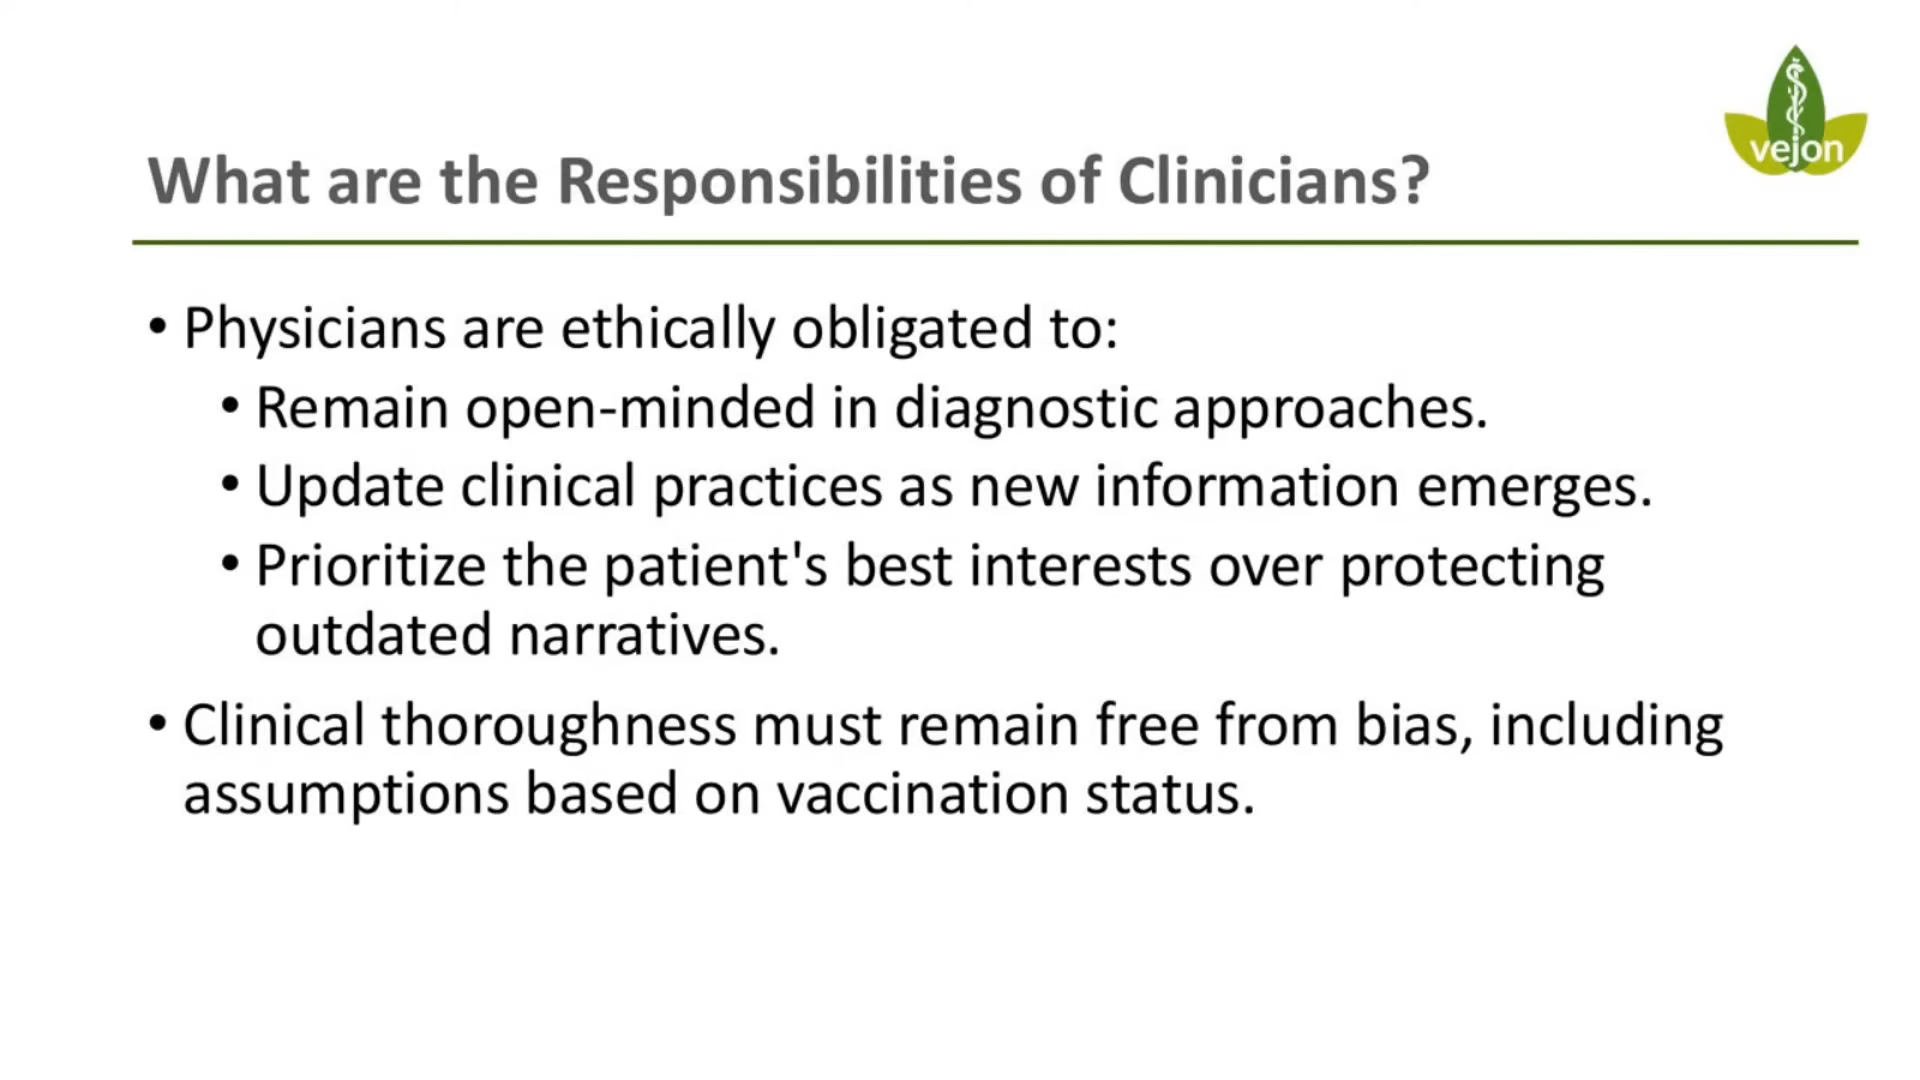 vejon
What are the Responsibilities of Clinicians?
• Physicians are ethically obligated to:
• Remain open-minded in diagnostic approaches.
• Update clinical practices as new information emerges.
• Prioritize the patient's best interests over protecting
outdated narratives.
• Clinical thoroughness must remain free from bias, including
assumptions based on vaccination status.